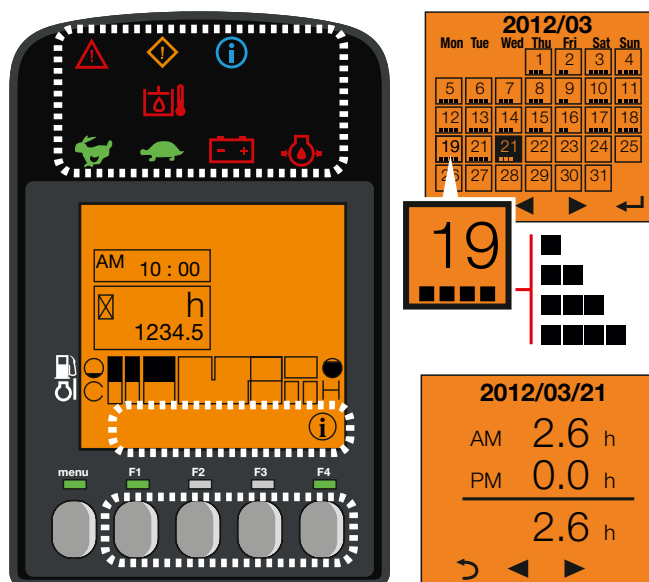 AM 10 : 00
h
1234.5
C H
i
menu F1 F2 F3 F4
2012/03
Mon Tue Wed Thu Fri Sat Sun
1 2 3 4
5 6 7 8 9 10 11
12 13 14 15 16 17 18
19 21 21 22 23 24 25
26 27 28 29 30 31
19
2012/03/21
AM 2.6 h
PM 0.0 h
2.6 h